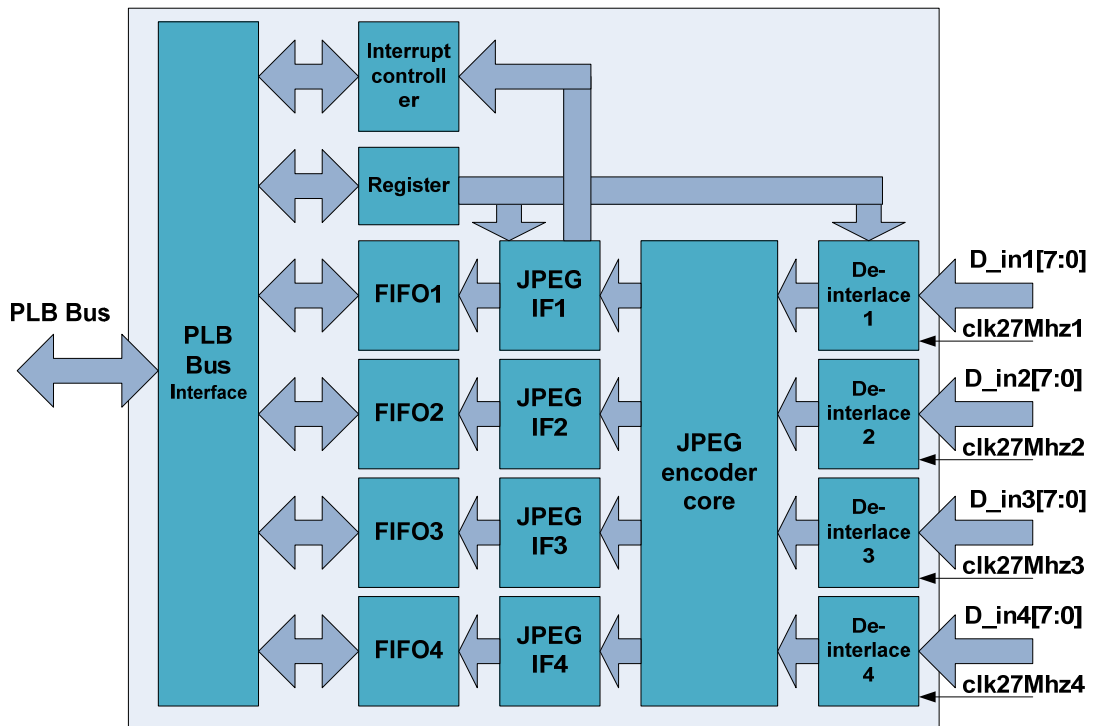 Interrupt
controll
er
Register
PLB Bus
PLB
Bus
Interface
FIFO1
JPEG
IF1
De-
interlace
1
D_in1[7:0]
clk27Mhz1
FIFO2
JPEG
IF2
De-
interlace
2
D_in2[7:0]
clk27Mhz2
JPEG
encoder
core
FIFO3
JPEG
IF3
De-
interlace
3
D_in3[7:0]
clk27Mhz3
FIFO4
JPEG
IF4
De-
interlace
4
D_in4[7:0]
clk27Mhz4